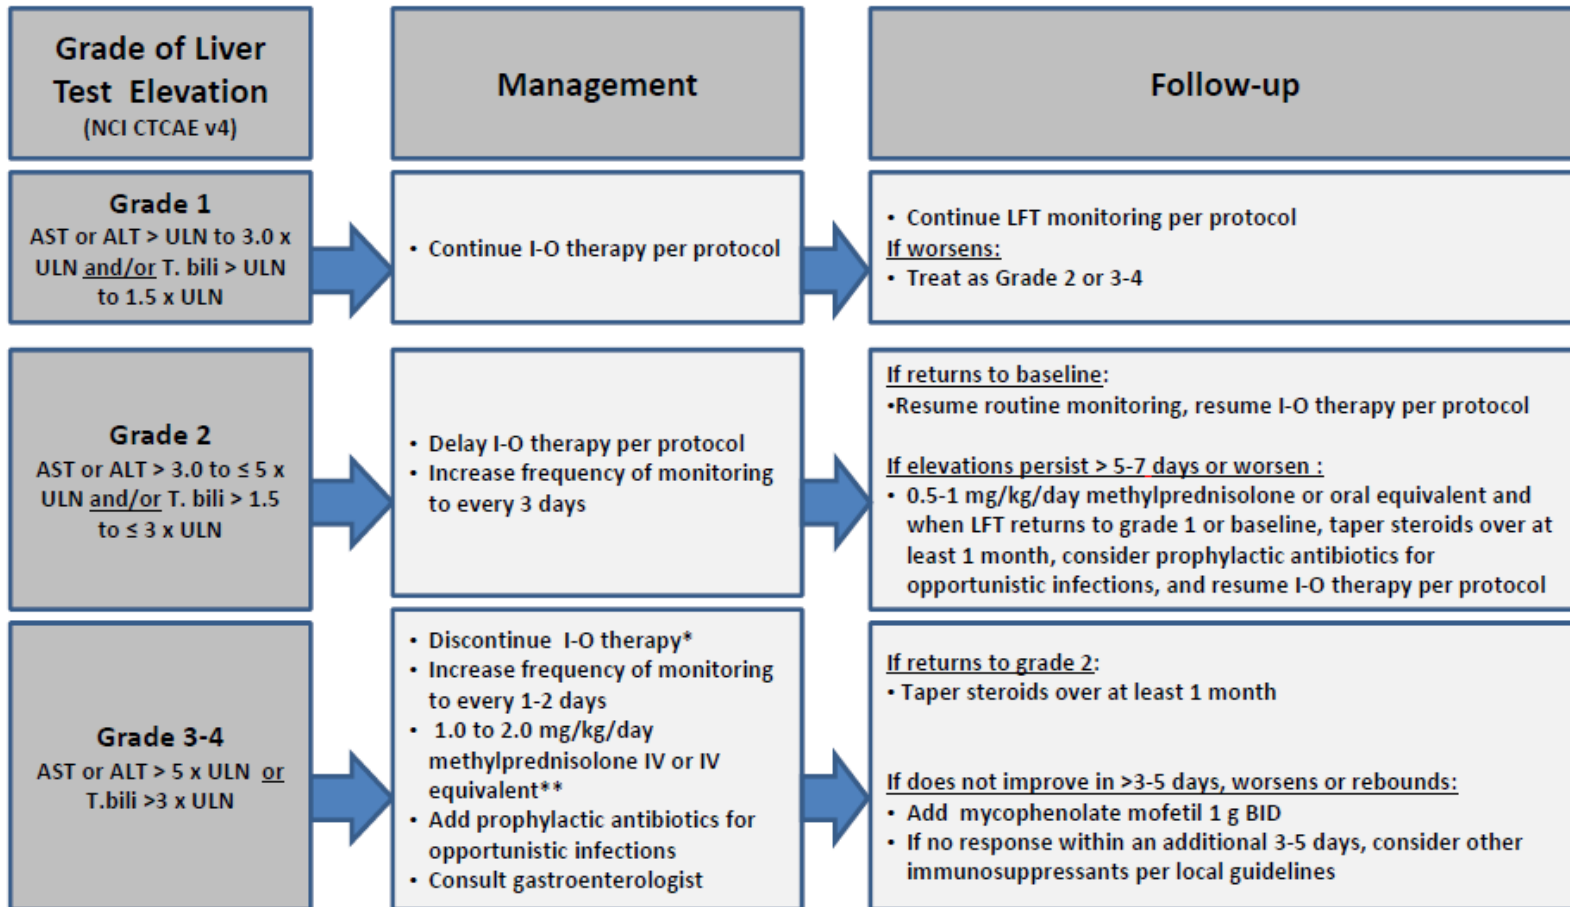 Grade of Liver
Test Elevation
(NCI CTCAE v4)
Management
Follow-up
Grade 1
AST or ALT > ULN to 3.0 x
ULN and/or T. bili > ULN
to 1.5 x ULN
• Continue I-O therapy per protocol
• Continue LFT monitoring per protocol
If worsens:
• Treat as Grade 2 or 3-4
Grade 2
AST or ALT > 3.0 to ≤ 5 x
ULN and/or T. bili > 1.5
to ≤ 3 x ULN
• Delay I-O therapy per protocol
• Increase frequency of monitoring
to every 3 days
If returns to baseline:
•Resume routine monitoring, resume I-O therapy per protocol
If elevations persist > 5-7 days or worsen :
• 0.5-1 mg/kg/day methylprednisolone or oral equivalent and
when LFT returns to grade 1 or baseline, taper steroids over at
least 1 month, consider prophylactic antibiotics for
opportunistic infections, and resume I-O therapy per protocol
Grade 3-4
AST or ALT > 5 x ULN or
T.bili >3 x ULN
• Discontinue I-O therapy*
• Increase frequency of monitoring
to every 1-2 days
• 1.0 to 2.0 mg/kg/day
methylprednisolone IV or IV
equivalent**
• Add prophylactic antibiotics for
opportunistic infections
• Consult gastroenterologist
If returns to grade 2:
• Taper steroids over at least 1 month
If does not improve in >3-5 days, worsens or rebounds:
• Add mycophenolate mofetil 1 g BID
• If no response within an additional 3-5 days, consider other
immunosuppressants per local guidelines